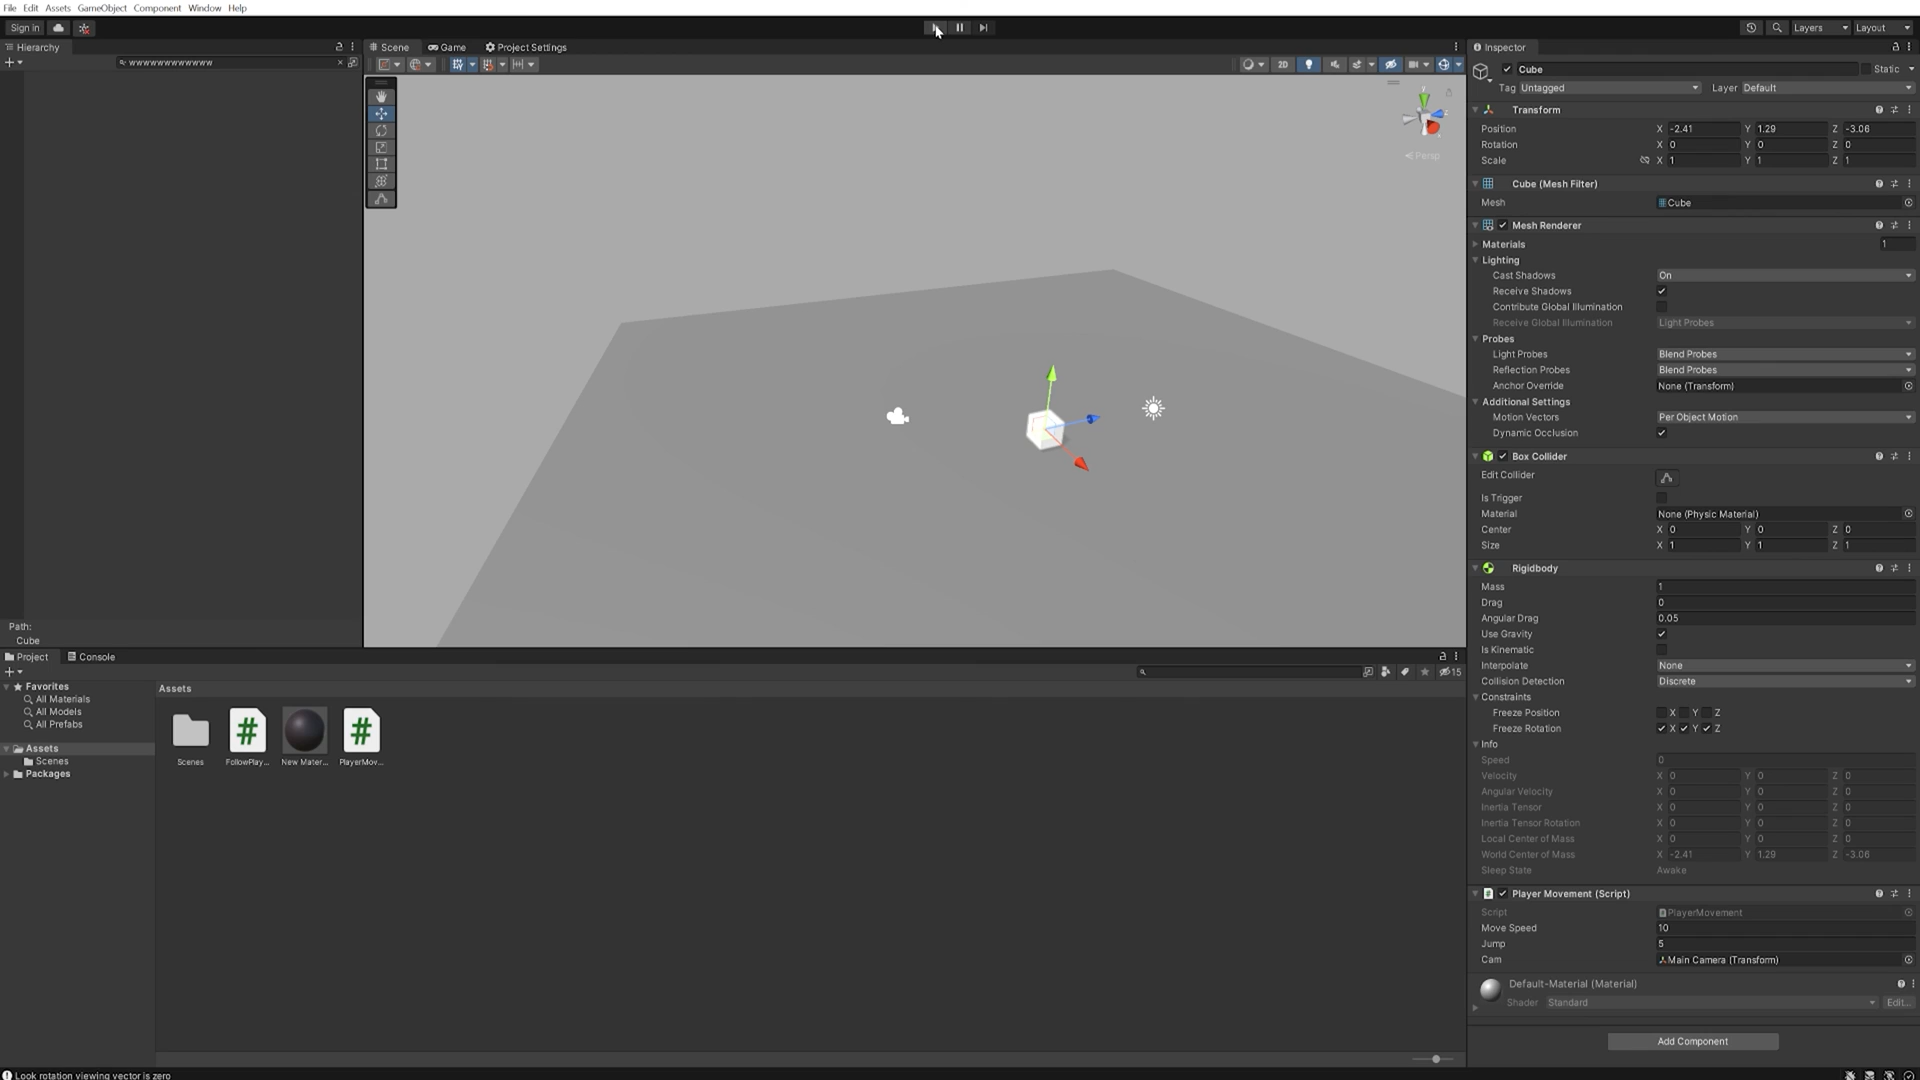 File Edit Assets GameObject Component Window Help
Sign in
Layers Layout
Hierarchy
wwwwwwwwwwwww
Scene Game Project Settings
2D
Persp
Path:
Cube
Project Console
15
Favorites
All Materials
All Models
All Prefabs
Assets
Scenes
Packages
Assets
Scenes FollowPlay... New Mater... PlayerMov...
Inspector
Cube Static
Tag Untagged Layer Default
Transform
Position X -2.41 Y 1.29 Z -3.06
Rotation X 0 Y 0 Z 0
Scale X 1 Y 1 Z 1
Cube (Mesh Filter)
Mesh Cube
Mesh Renderer
Materials 1
Lighting
Cast Shadows On
Receive Shadows
Contribute Global Illumination
Receive Global Illumination Light Probes
Probes
Light Probes Blend Probes
Reflection Probes Blend Probes
Anchor Override None (Transform)
Additional Settings
Motion Vectors Per Object Motion
Dynamic Occlusion
Box Collider
Edit Collider
Is Trigger
Material None (Physic Material)
Center X 0 Y 0 Z 0
Size X 1 Y 1 Z 1
Rigidbody
Mass 1
Drag 0
Angular Drag 0.05
Use Gravity
Is Kinematic
Interpolate None
Collision Detection Discrete
Constraints
Freeze Position X Y Z
Freeze Rotation X Y Z
Info
Speed 0
Velocity X 0 Y 0 Z 0
Angular Velocity X 0 Y 0 Z 0
Inertia Tensor X 0 Y 0 Z 0
Inertia Tensor Rotation X 0 Y 0 Z 0
Local Center of Mass X 0 Y 0 Z 0
World Center of Mass X -2.41 Y 1.29 Z -3.06
Sleep State Awake
# Player Movement (Script)
Script PlayerMovement
Move Speed 10
Jump 5
Cam Main Camera (Transform)
Default-Material (Material)
Shader Standard Edit...
Add Component
Look rotation viewing vector is zero